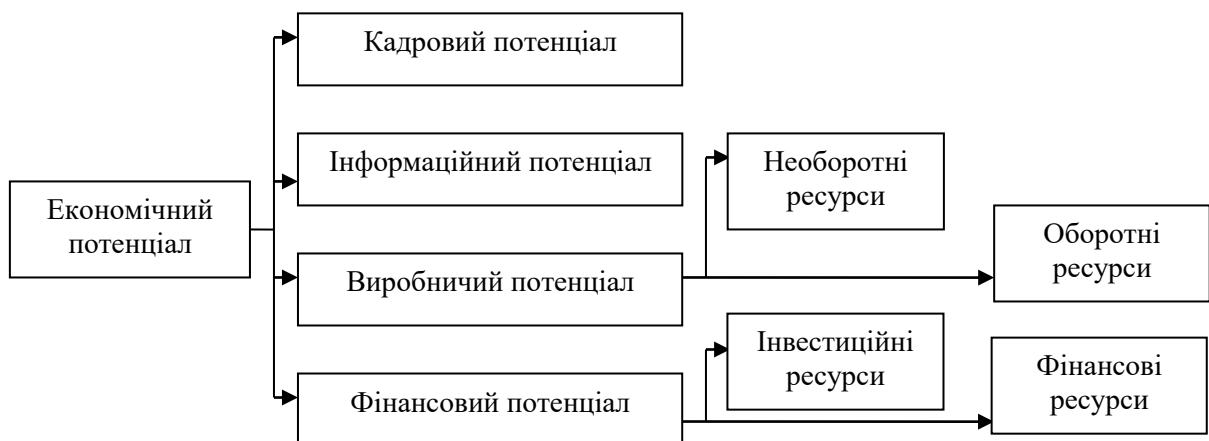 Кадровий потенціал
Інформаційний потенціал
Необоротні
ресурси
Економічний
потенціал
Оборотні
ресурси
Виробничий потенціал
Інвестиційні
ресурси
Фінансові
ресурси
Фінансовий потенціал